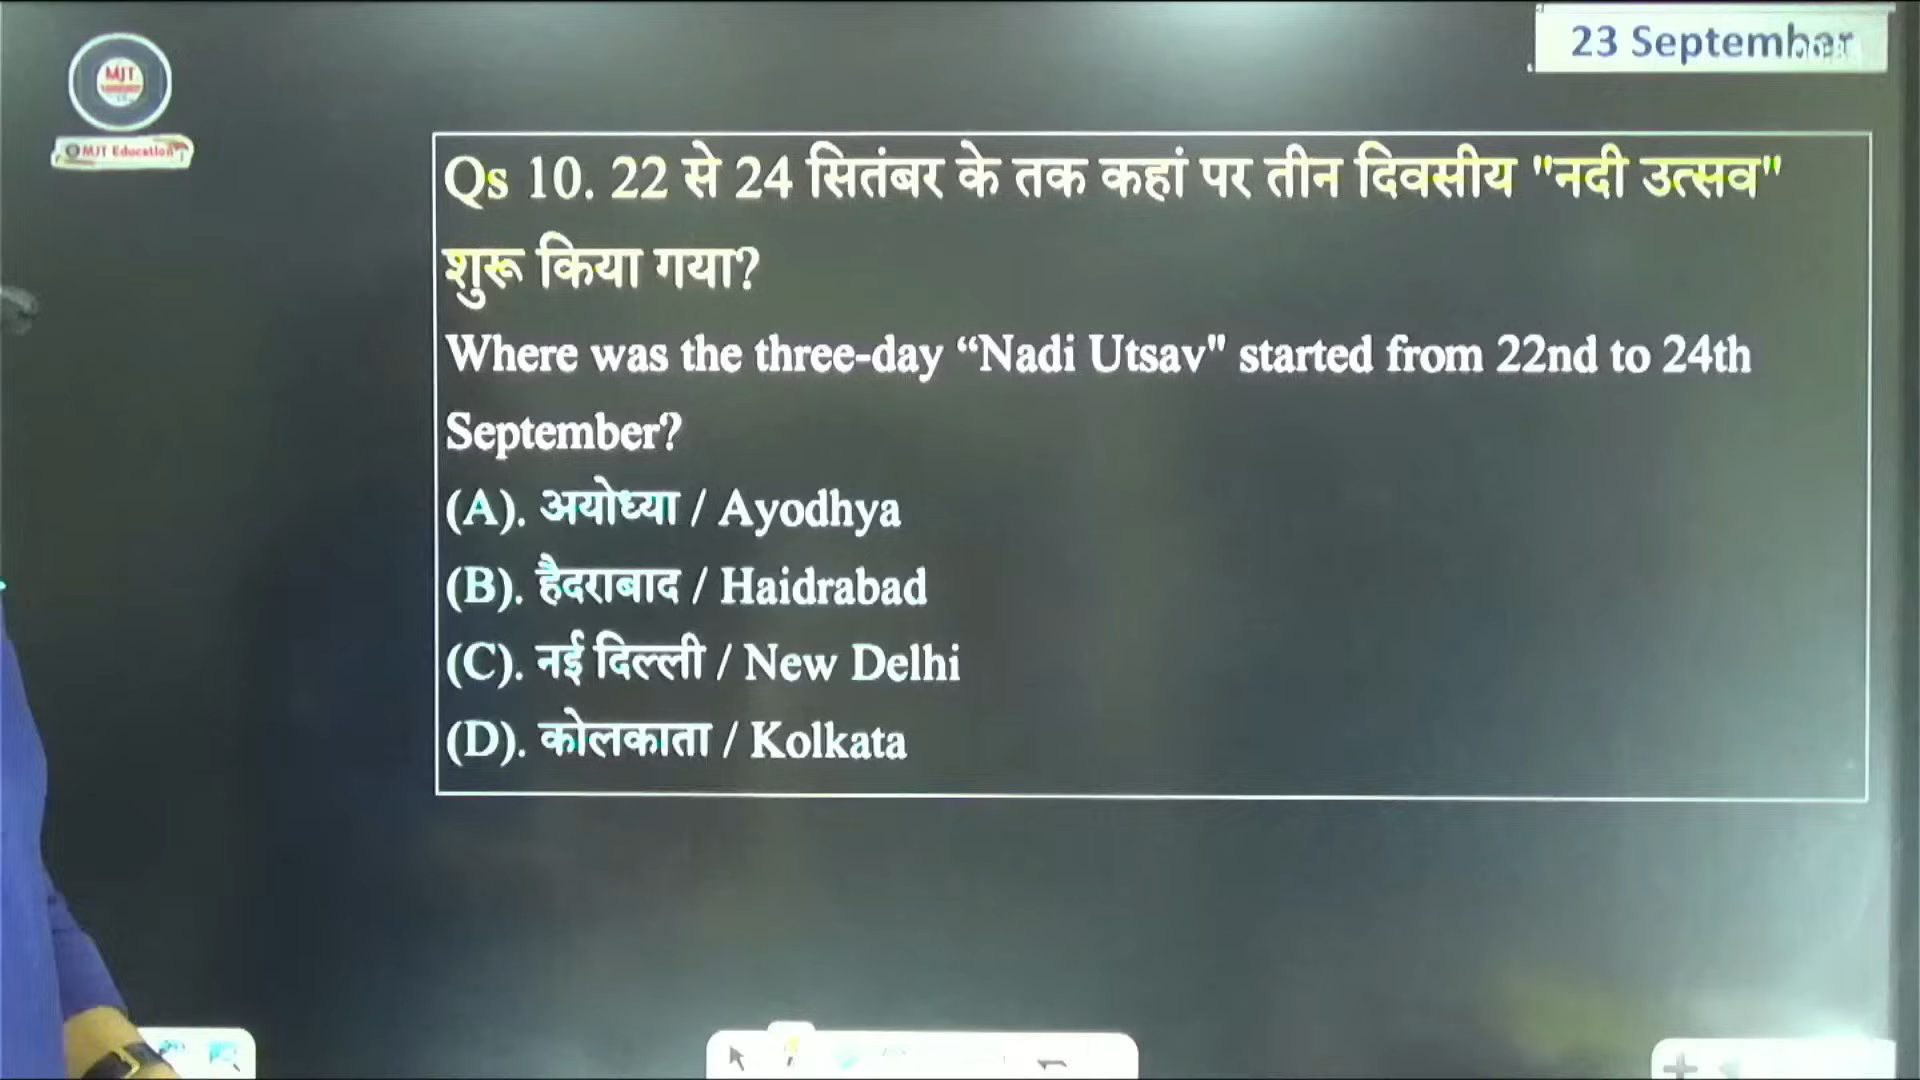 23 September
MJT
MJT Education
Qs 10. 22 से 24 सितंबर के तक कहां पर तीन दिवसीय "नदी उत्सव"
शुरू किया गया?
Where was the three-day “Nadi Utsav" started from 22nd to 24th
September?
(A). अयोध्या / Ayodhya
(B). हैदराबाद / Haidrabad
(C). नई दिल्ली / New Delhi
(D). कोलकाता / Kolkata